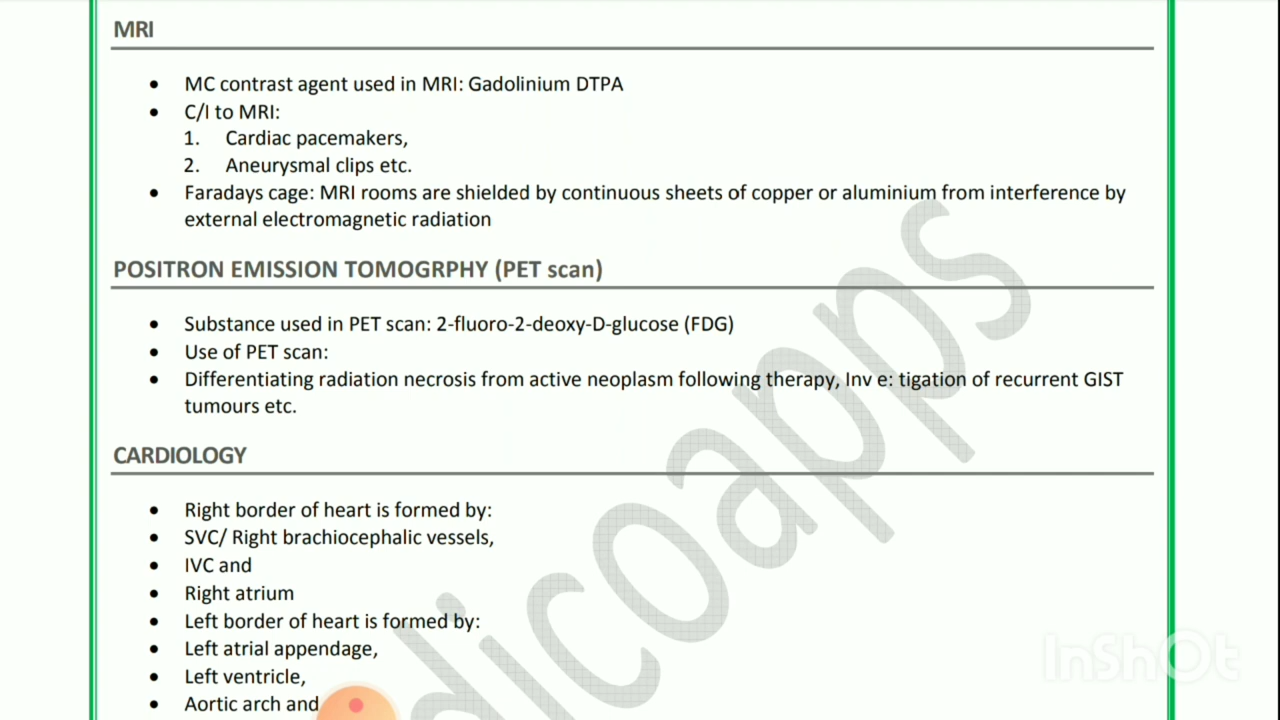 MRI
• MC contrast agent used in MRI: Gadolinium DTPA
• C/I to MRI:
1. Cardiac pacemakers,
2. Aneurysmal clips etc.
• Faradays cage: MRI rooms are shielded by continuous sheets of copper or aluminium from interference by
external electromagnetic radiation
POSITRON EMISSION TOMOGRPHY (PET scan)
• Substance used in PET scan: 2-fluoro-2-deoxy-D-glucose (FDG)
• Use of PET scan:
• Differentiating radiation necrosis from active neoplasm following therapy, Inv e: tigation of recurrent GIST
tumours etc.
CARDIOLOGY
• Right border of heart is formed by:
• SVC/ Right brachiocephalic vessels,
• IVC and
• Right atrium
• Left border of heart is formed by:
• Left atrial appendage,
• Left ventricle,
• Aortic arch and
dicoapps
InShOt